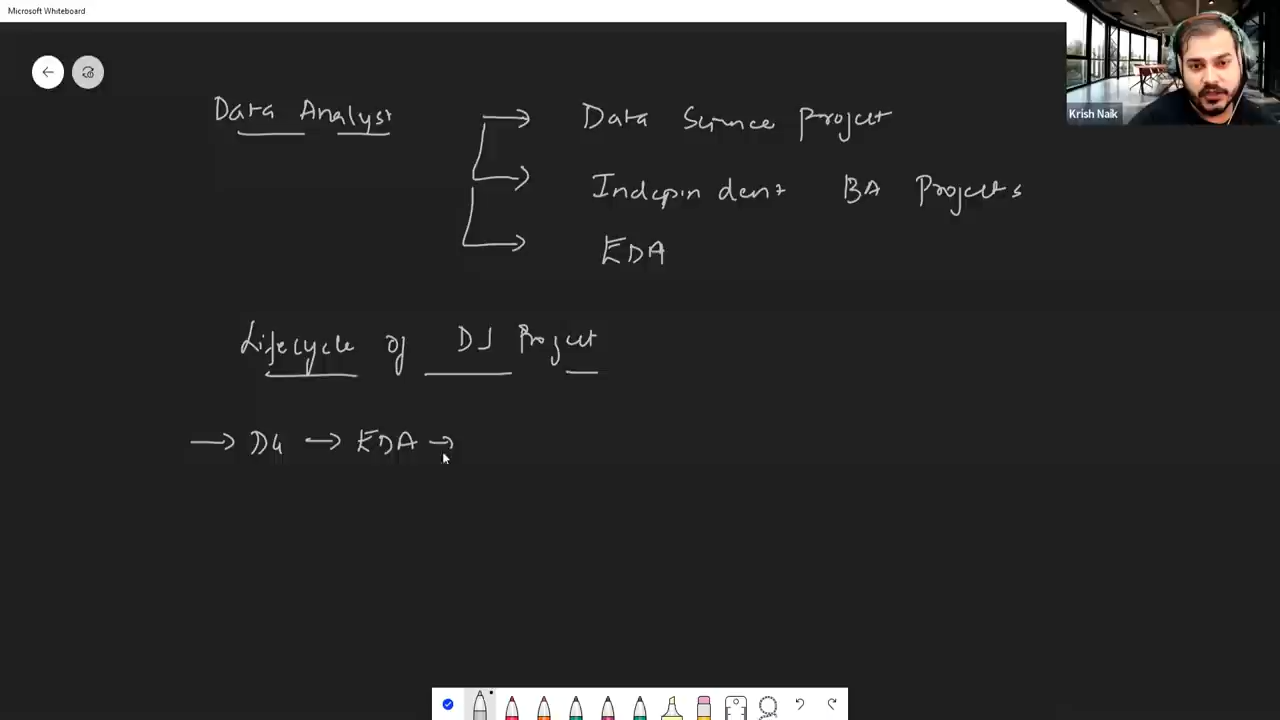 Microsoft Whiteboard
Krish Naik
Data Analyst → Data Science Project
→ Independent BA Projects
→ EDA
Lifecycle of DS Project
→ DG → EDA →